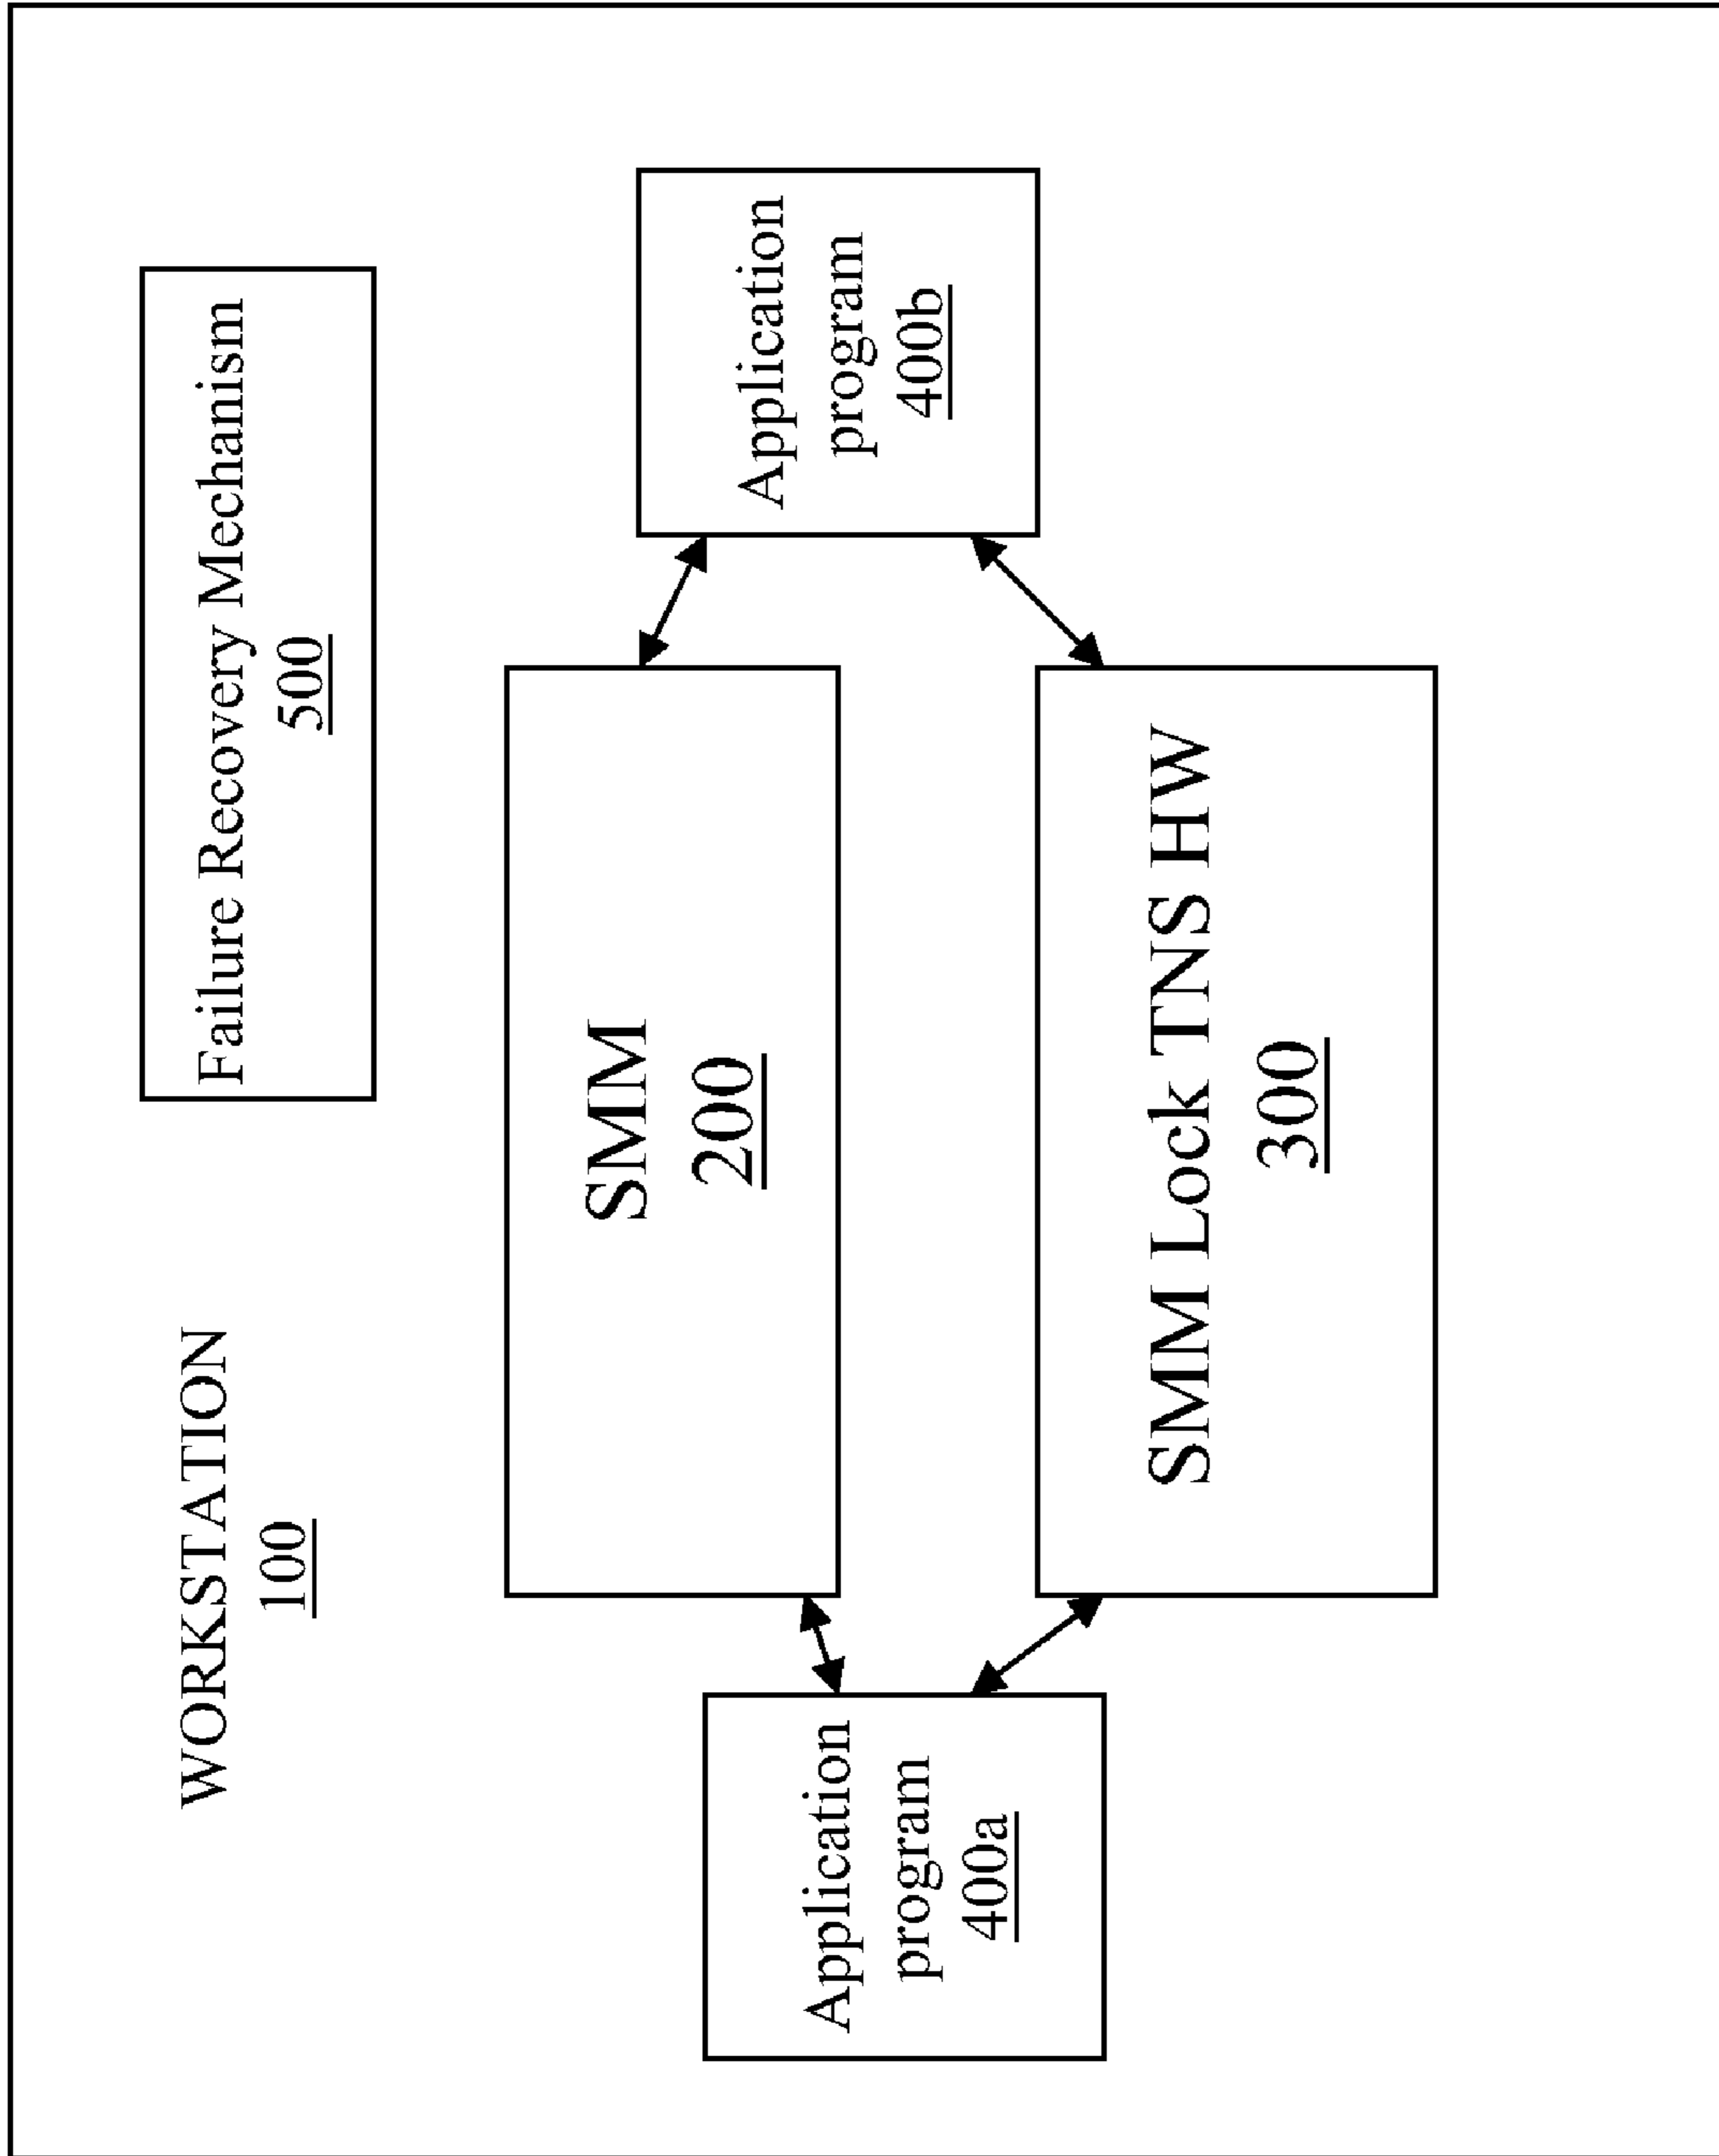 WORKSTATION
100
Failure Recovery Mechanism
500
SMM
200
Application
program
400a
Application
program
400b
SMM Lock TNS HW
300